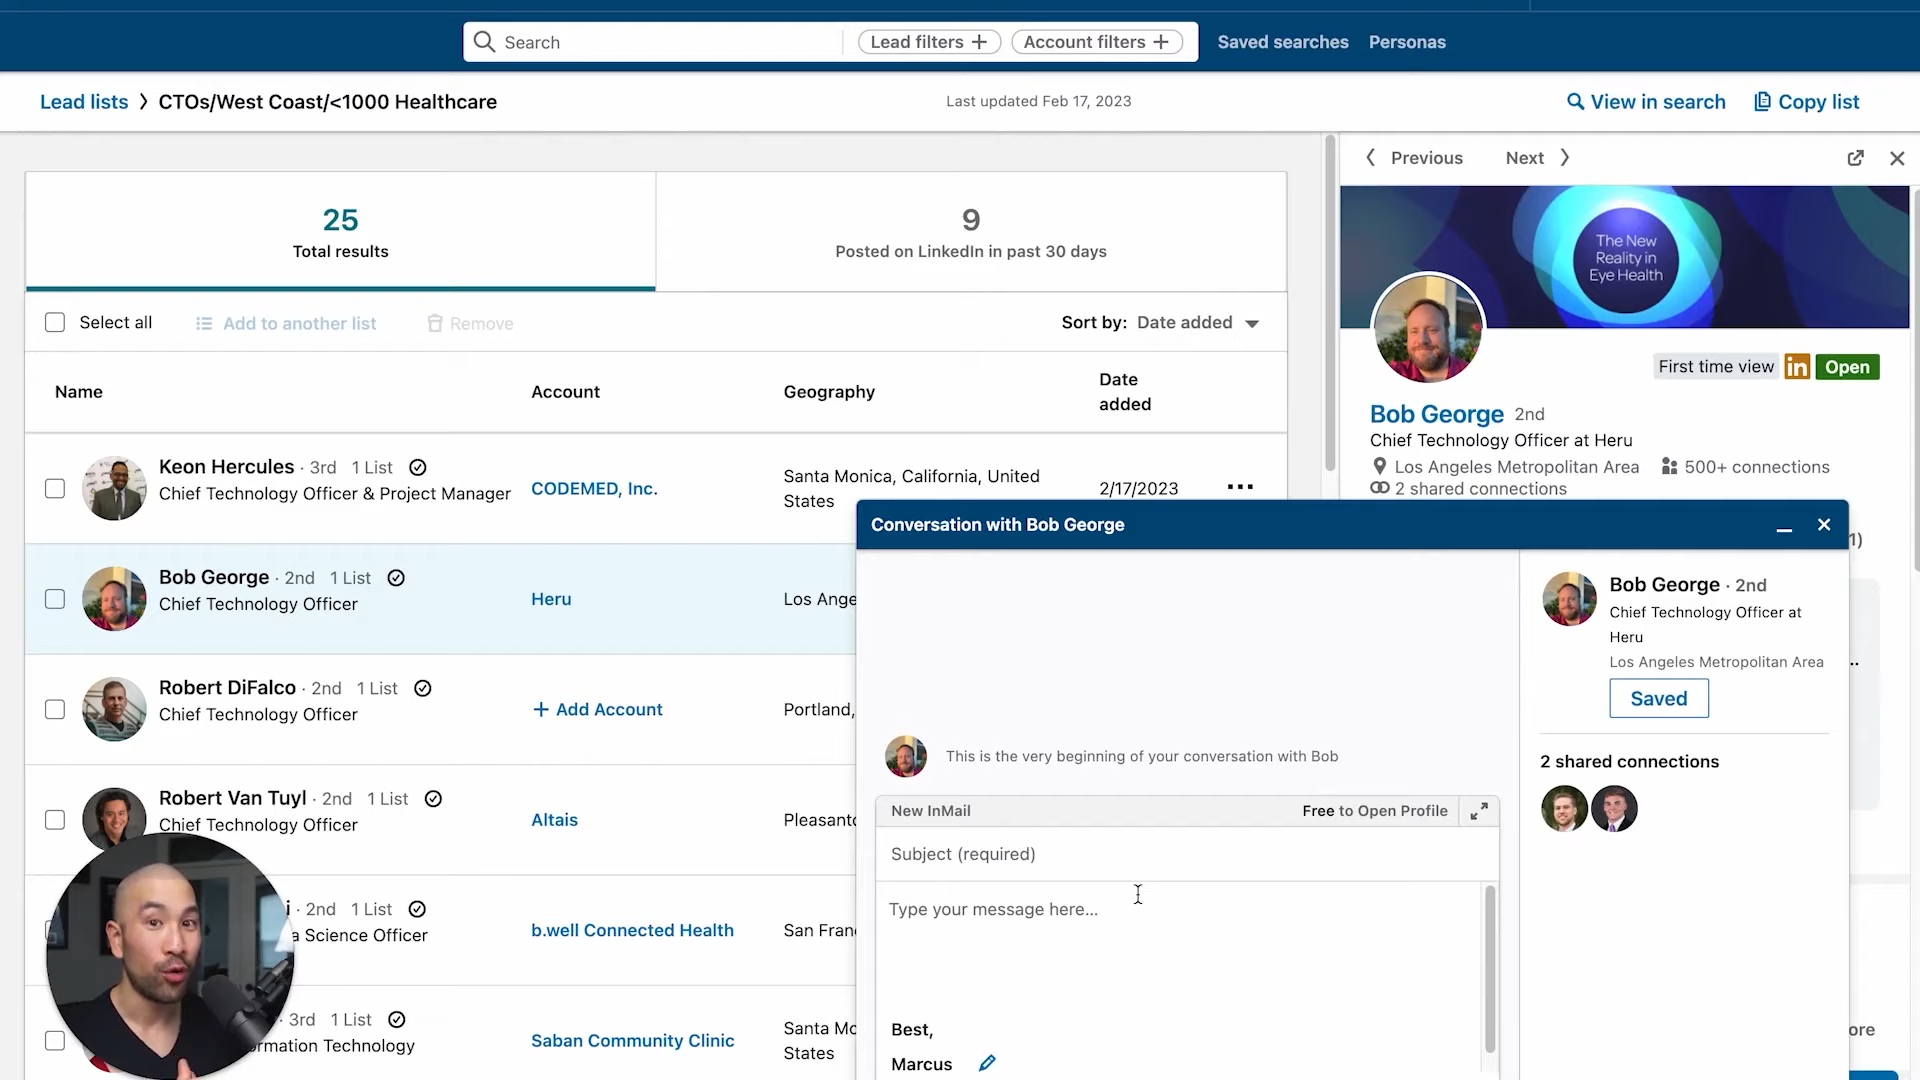 Search
Lead filters +
Account filters +
Saved searches
Personas
Lead lists > CTOs/West Coast/<1000 Healthcare
Last updated Feb 17, 2023
View in search
Copy list
25
Total results
9
Posted on LinkedIn in past 30 days
Select all
Add to another list
Remove
Sort by: Date added
Name
Account
Geography
Date
added
Keon Hercules · 3rd 1 List
Chief Technology Officer & Project Manager
CODEMED, Inc.
Santa Monica, California, United
States
2/17/2023
...
Bob George · 2nd 1 List
Chief Technology Officer
Heru
Los Ange
Robert DiFalco · 2nd 1 List
Chief Technology Officer
+ Add Account
Portland,
Robert Van Tuyl · 2nd 1 List
Chief Technology Officer
Altais
Pleasant
i · 2nd 1 List
a Science Officer
b.well Connected Health
San Fran
· 3rd 1 List
ormation Technology
Saban Community Clinic
Santa Mo
States
Previous
Next
The New
Reality in
Eye Health
First time view
in
Open
Bob George 2nd
Chief Technology Officer at Heru
Los Angeles Metropolitan Area
500+ connections
2 shared connections
1)
..
ore
Conversation with Bob George
This is the very beginning of your conversation with Bob
New InMail
Free to Open Profile
Subject (required)
Type your message here...
Best,
Marcus
Bob George · 2nd
Chief Technology Officer at
Heru
Los Angeles Metropolitan Area
Saved
2 shared connections